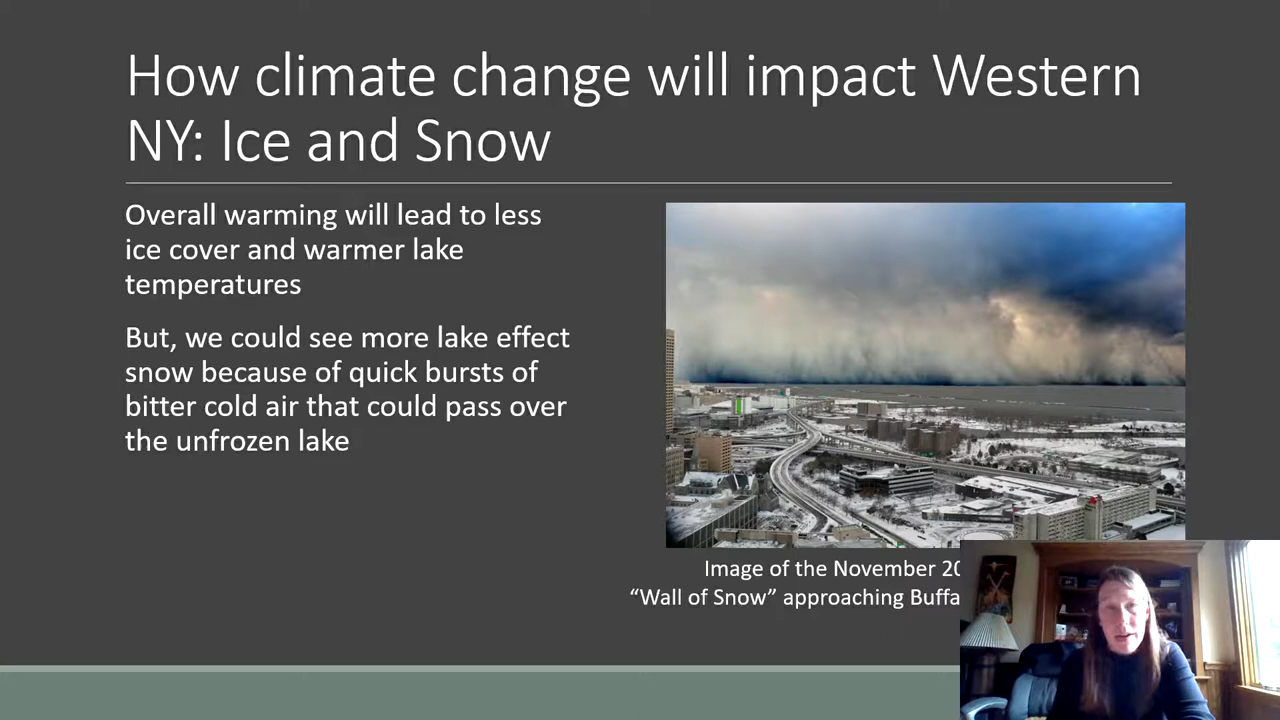 How climate change will impact Western
NY: Ice and Snow
Overall warming will lead to less
ice cover and warmer lake
temperatures
But, we could see more lake effect
snow because of quick bursts of
bitter cold air that could pass over
the unfrozen lake
Image of the November
“Wall of Snow” approaching